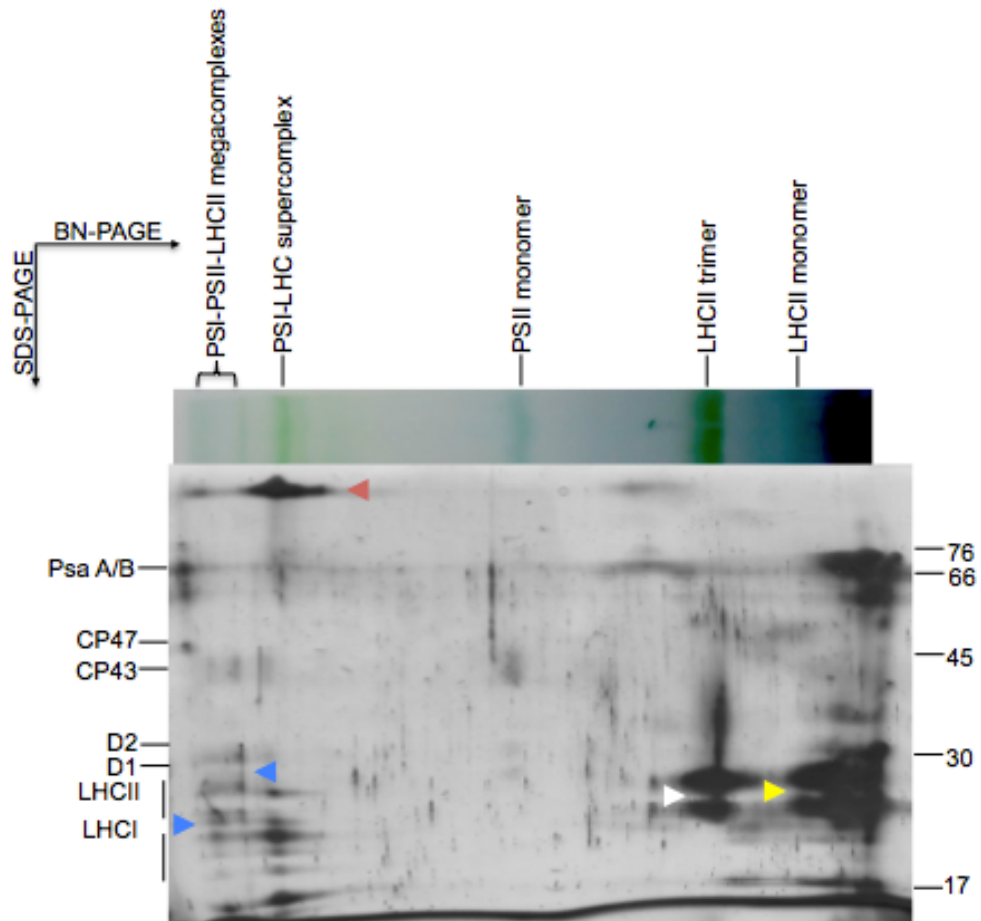 PSI-PSII-LHCII megacomplexes
PSI-LHC supercomplex
PSII monomer
LHCII trimer
LHCII monomer
BN-PAGE
SDS-PAGE
Psa A/B
CP47
CP43
D2
D1
LHCII
LHCI
76
66
45
30
17